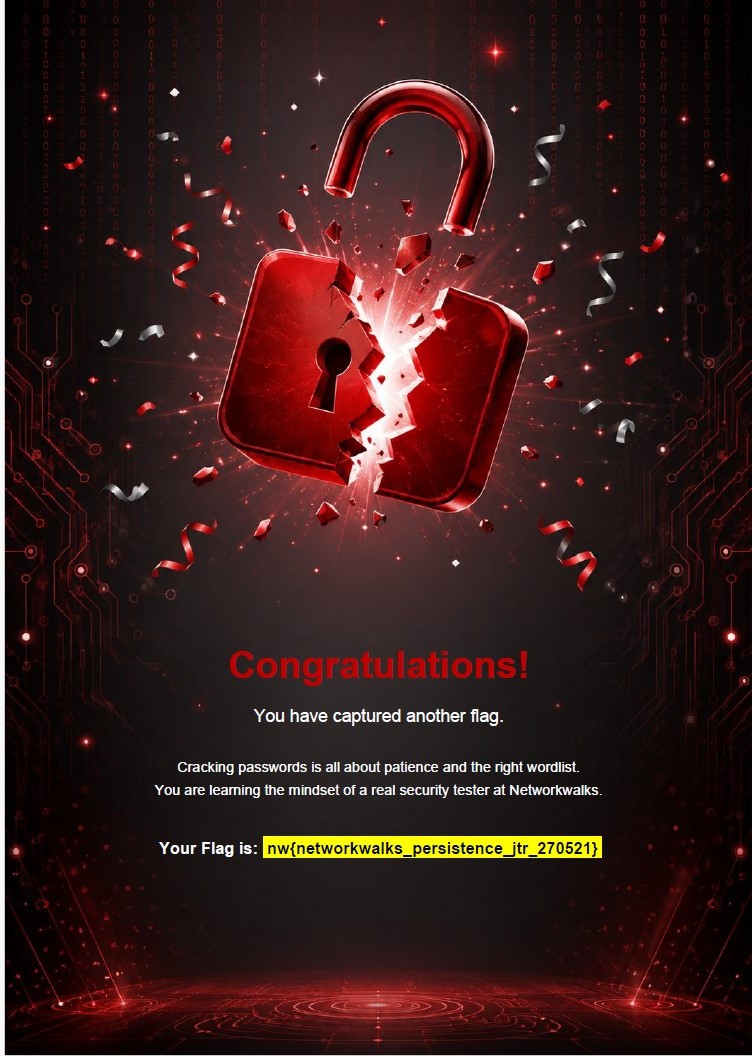 Congratulations!
You have captured another flag.
Cracking passwords is all about patience and the right wordlist.
You are learning the mindset of a real security tester at Networkwalks.
Your Flag is: nw{networkwalks_persistence_jtr_270521}